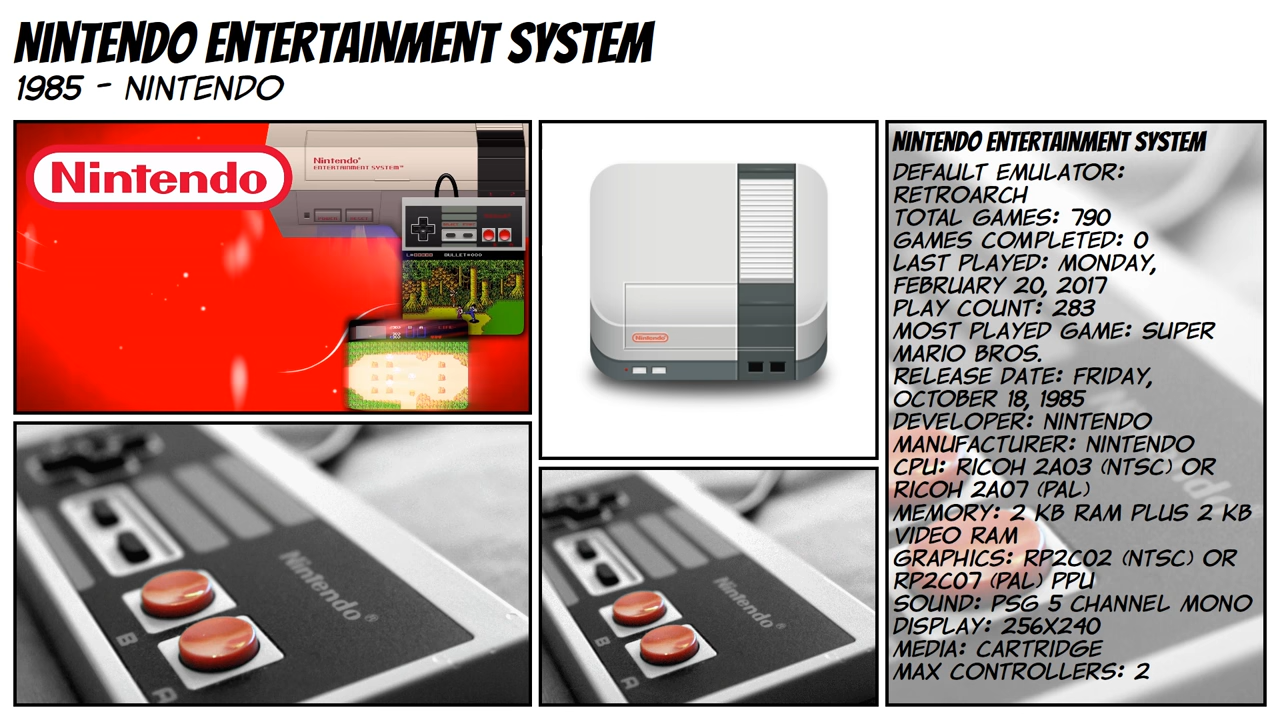 NINTENDO ENTERTAINMENT SYSTEM
1985 - NINTENDO
Nintendo
Nintendo®
ENTERTAINMENT SYSTEM™
Nintendo
Nintendo®
B
A
Nintendo®
B
A
NINTENDO ENTERTAINMENT SYSTEM
DEFAULT EMULATOR:
RETROARCH
TOTAL GAMES: 790
GAMES COMPLETED: 0
LAST PLAYED: MONDAY,
FEBRUARY 20, 2017
PLAY COUNT: 283
MOST PLAYED GAME: SUPER
MARIO BROS.
RELEASE DATE: FRIDAY,
OCTOBER 18, 1985
DEVELOPER: NINTENDO
MANUFACTURER: NINTENDO
CPU: RICOH 2A03 (NTSC) OR
RICOH 2A07 (PAL)
MEMORY: 2 KB RAM PLUS 2 KB
VIDEO RAM
GRAPHICS: RP2C02 (NTSC) OR
RP2C07 (PAL) PPU
SOUND: PSG 5 CHANNEL MONO
DISPLAY: 256X240
MEDIA: CARTRIDGE
MAX CONTROLLERS: 2